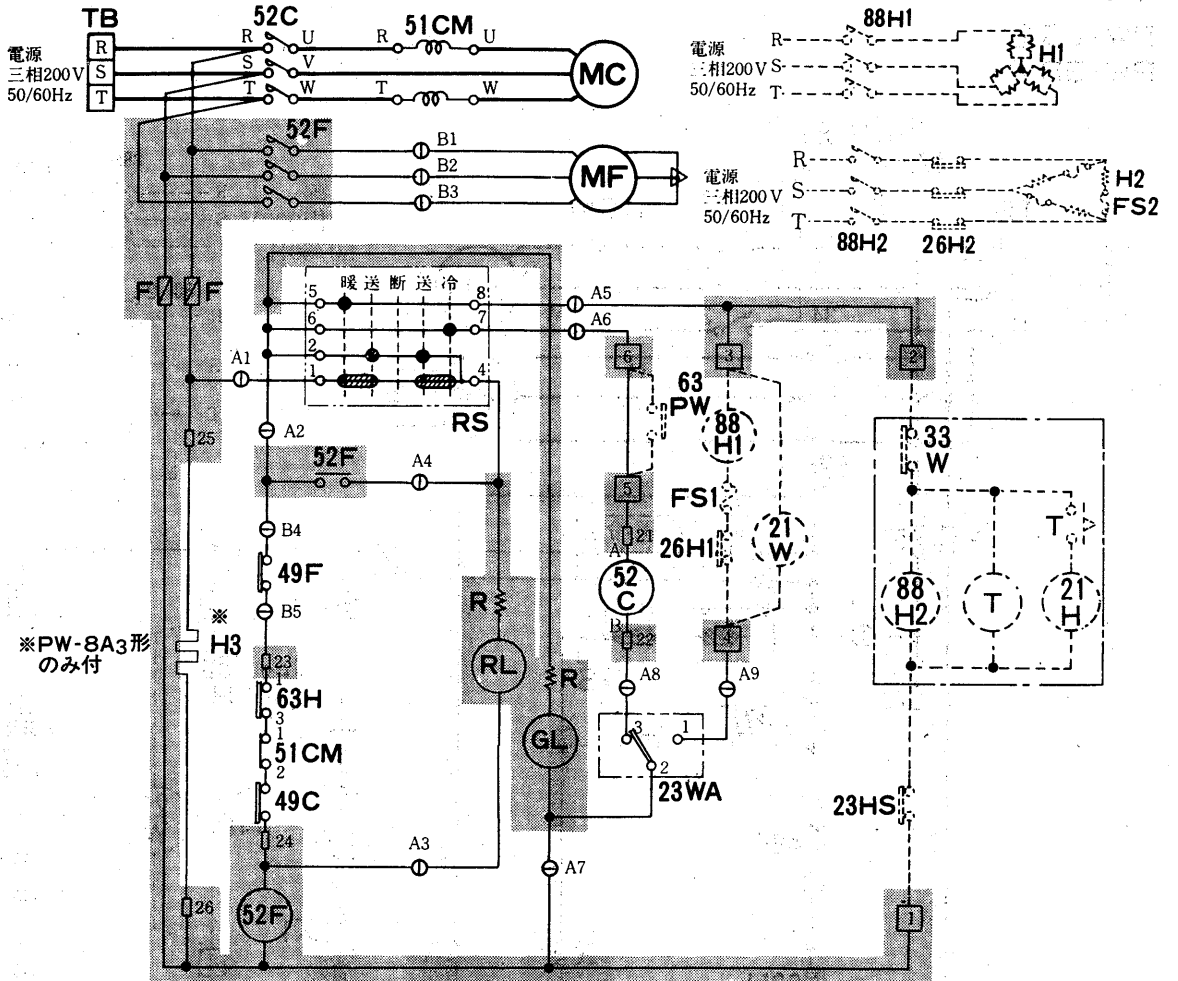 TB
52C
51CM
88H1
電源
三相200V
50/60Hz
R
S
T
R
U
S
V
T
W
R
U
T
W
MC
電源
三相200V
50/60Hz
R
S
T
H1
52F
B1
B2
B3
MF
電源
三相200V
50/60Hz
R
S
T
H2
FS2
88H2
26H2
F
F
暖 送 断 送 冷
5
8
6
7
2
1
4
RS
A5
A6
A1
A2
25
52F
A4
6
3
2
63
PW
88
H1
33
W
5
FS1
T
21
26H1
21
W
B4
A
49F
52
C
88
H2
T
21
H
B5
R
B
※
H3
※PW-8A3形
のみ付
22
4
23
RL
R
A8
A9
1
63H
3
1
51CM
2
GL
3
1
2
49C
23WA
23HS
24
A3
A7
26
52F
1